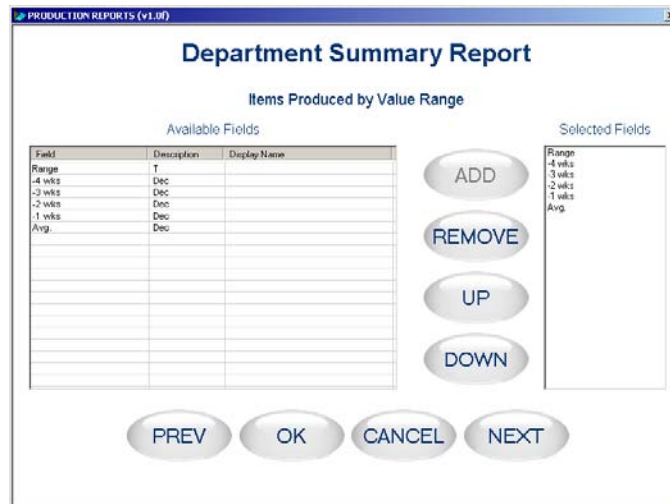 PRODUCTION REPORTS (v1.0f)
Department Summary Report
Items Produced by Value Range
Available Fields
Field Description Display Name
Range T
-4 wks Dec
-3 wks Dec
-2 wks Dec
-1 wks Dec
Avg. Dec
ADD
REMOVE
UP
DOWN
Selected Fields
Range
-4 wks
-3 wks
-2 wks
-1 wks
Avg.
PREV OK CANCEL NEXT